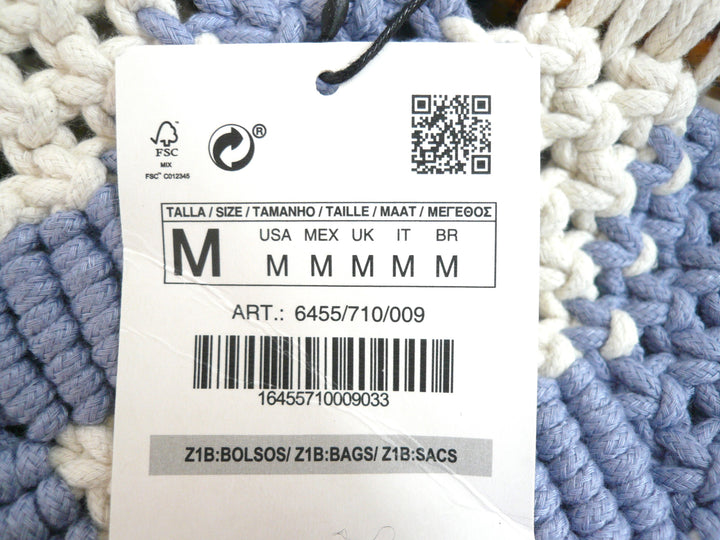 FSC
MIX
FSC™ C012345
®
TALLA / SIZE / TAMANHO / TAILLE / MAAT / ΜΕΓΕΘΟΣ
M
USA MEX UK IT BR
M M M M M
ART.: 6455/710/009
16455710009033
Z1B:BOLSOS/ Z1B:BAGS/ Z1B:SACS